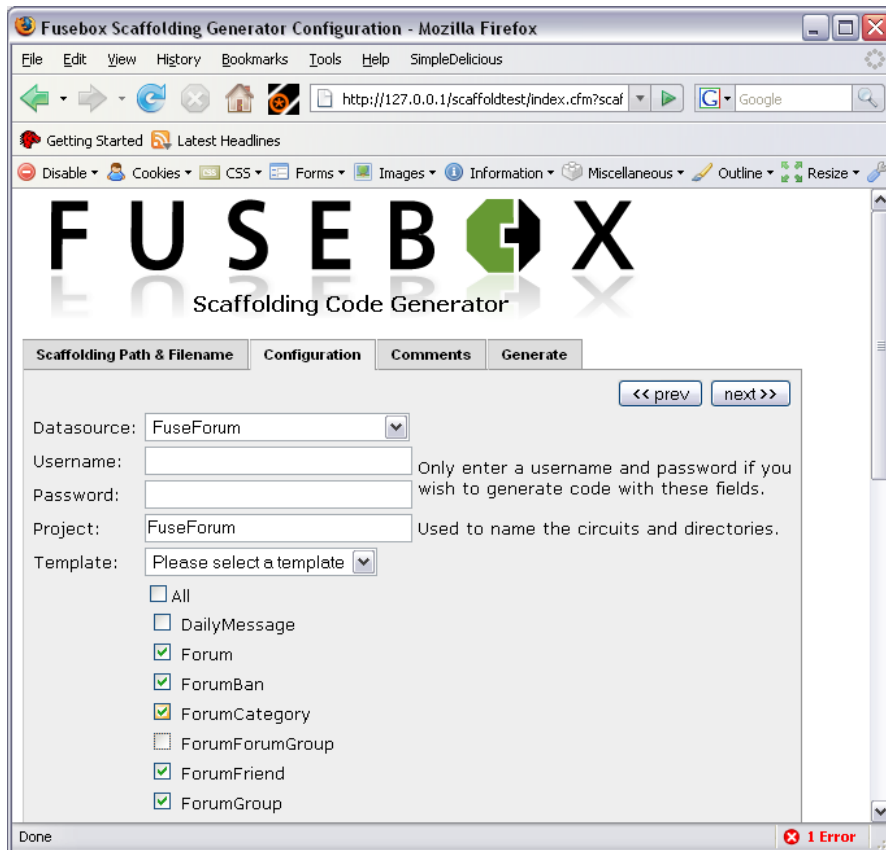 Fusebox Scaffolding Generator Configuration - Mozilla Firefox
File Edit View History Bookmarks Tools Help SimpleDelicious
http://127.0.0.1/scaffoldtest/index.cfm?scaf G Google
Getting Started Latest Headlines
Disable Cookies CSS Forms Images Information Miscellaneous Outline Resize
FUSEBOX
Scaffolding Code Generator
Scaffolding Path & Filename Configuration Comments Generate
<< prev next >>
Datasource: FuseForum
Username:
Only enter a username and password if you
Password:
wish to generate code with these fields.
Project: FuseForum Used to name the circuits and directories.
Template: Please select a template
All
DailyMessage
Forum
ForumBan
ForumCategory
ForumForumGroup
ForumFriend
ForumGroup
Done 1 Error